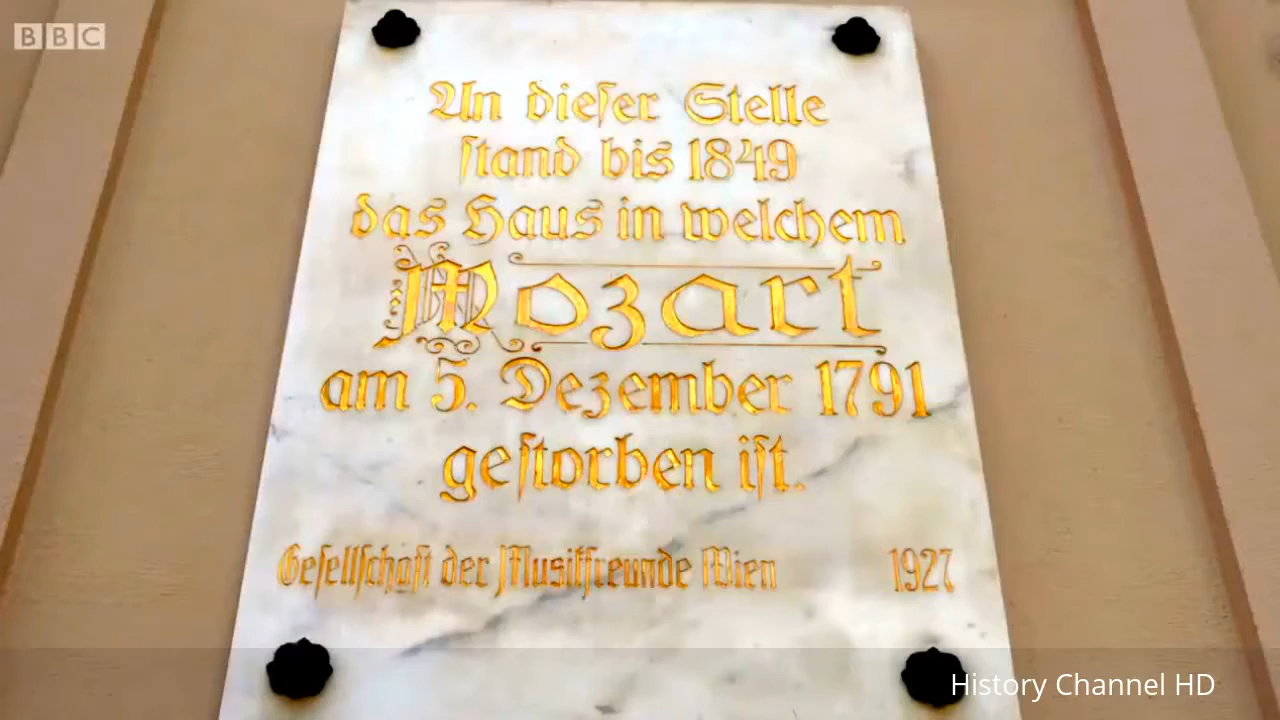 BBC
An dieſer Stelle
ſtand bis 1849
das Haus in welchem
Mozart
am 5. Dezember 1791
geſtorben iſt.
Geſellſchaft der Muſikfreunde Wien 1927
History Channel HD